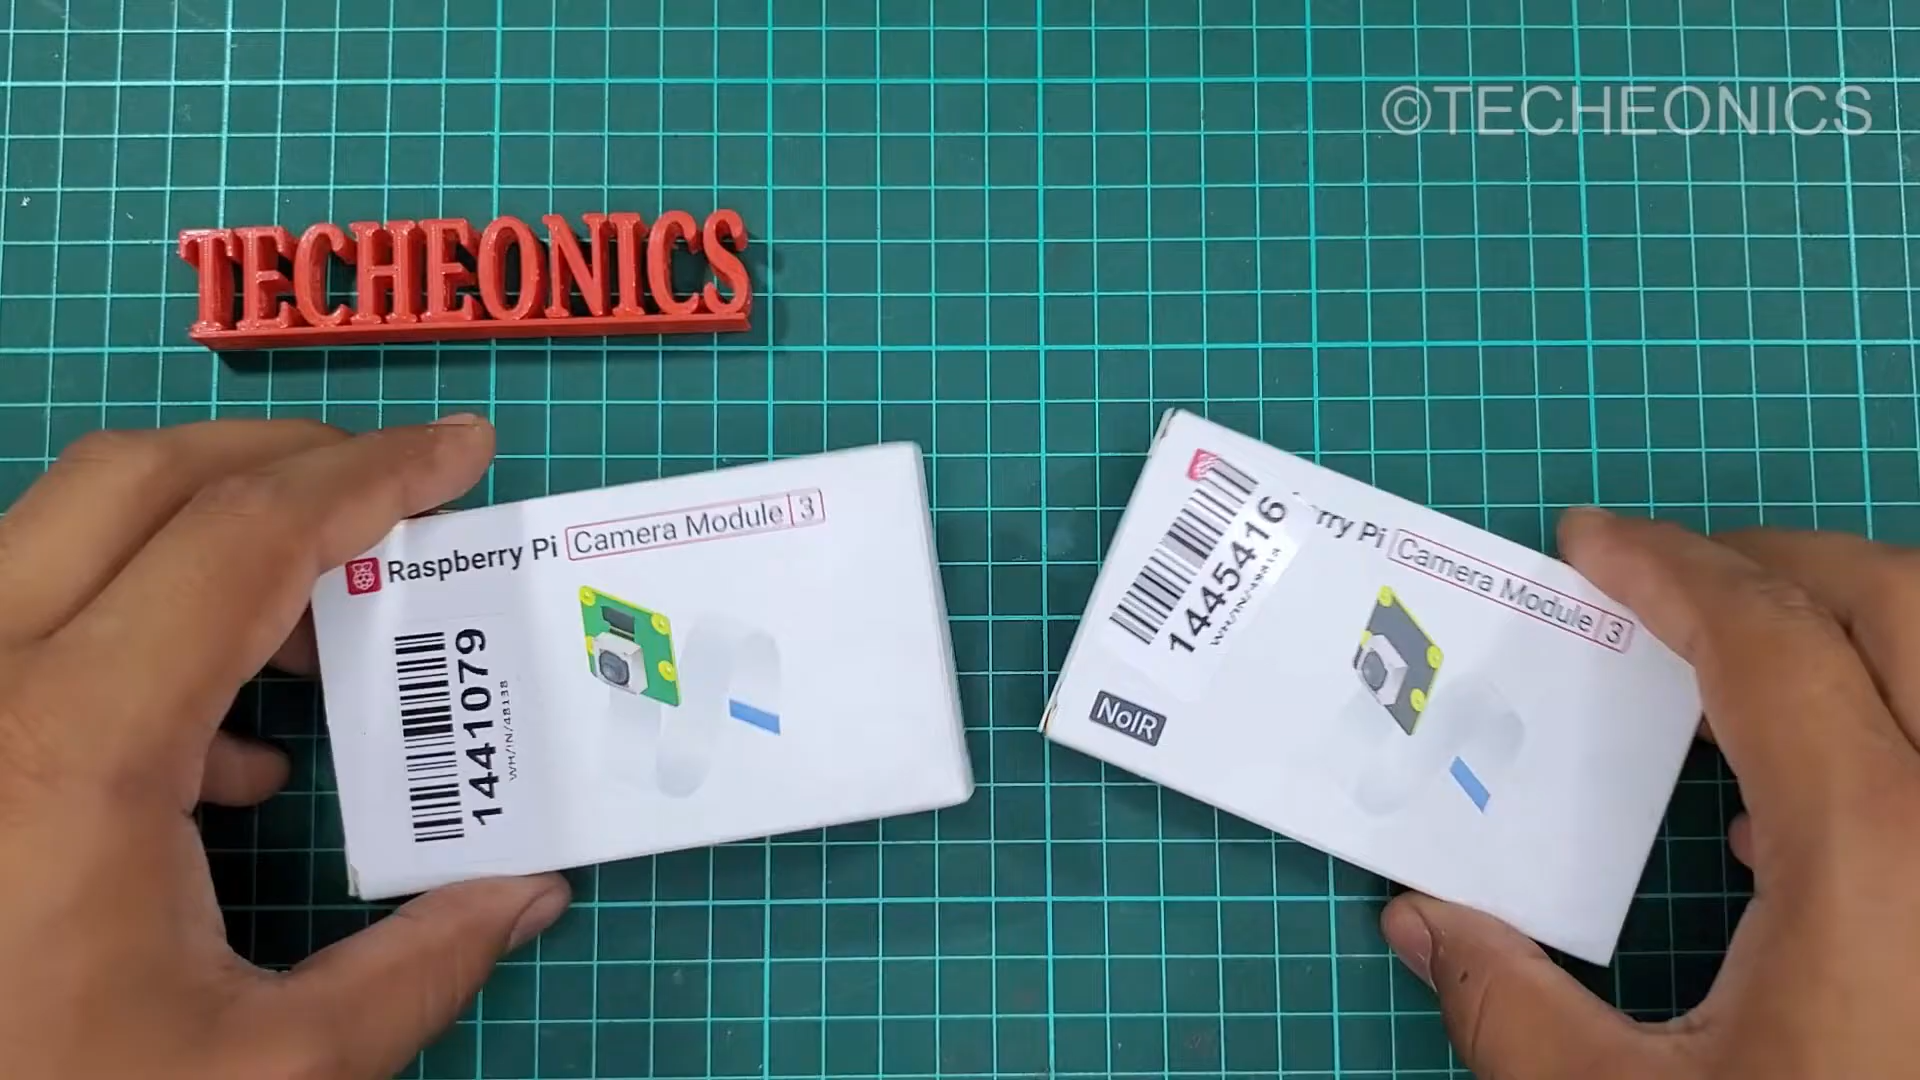 ©TECHEONICS
TECHEONICS
Raspberry Pi Camera Module 3
1441079
WH/IN/48138
rry Pi Camera Module 3
1445416
NoIR